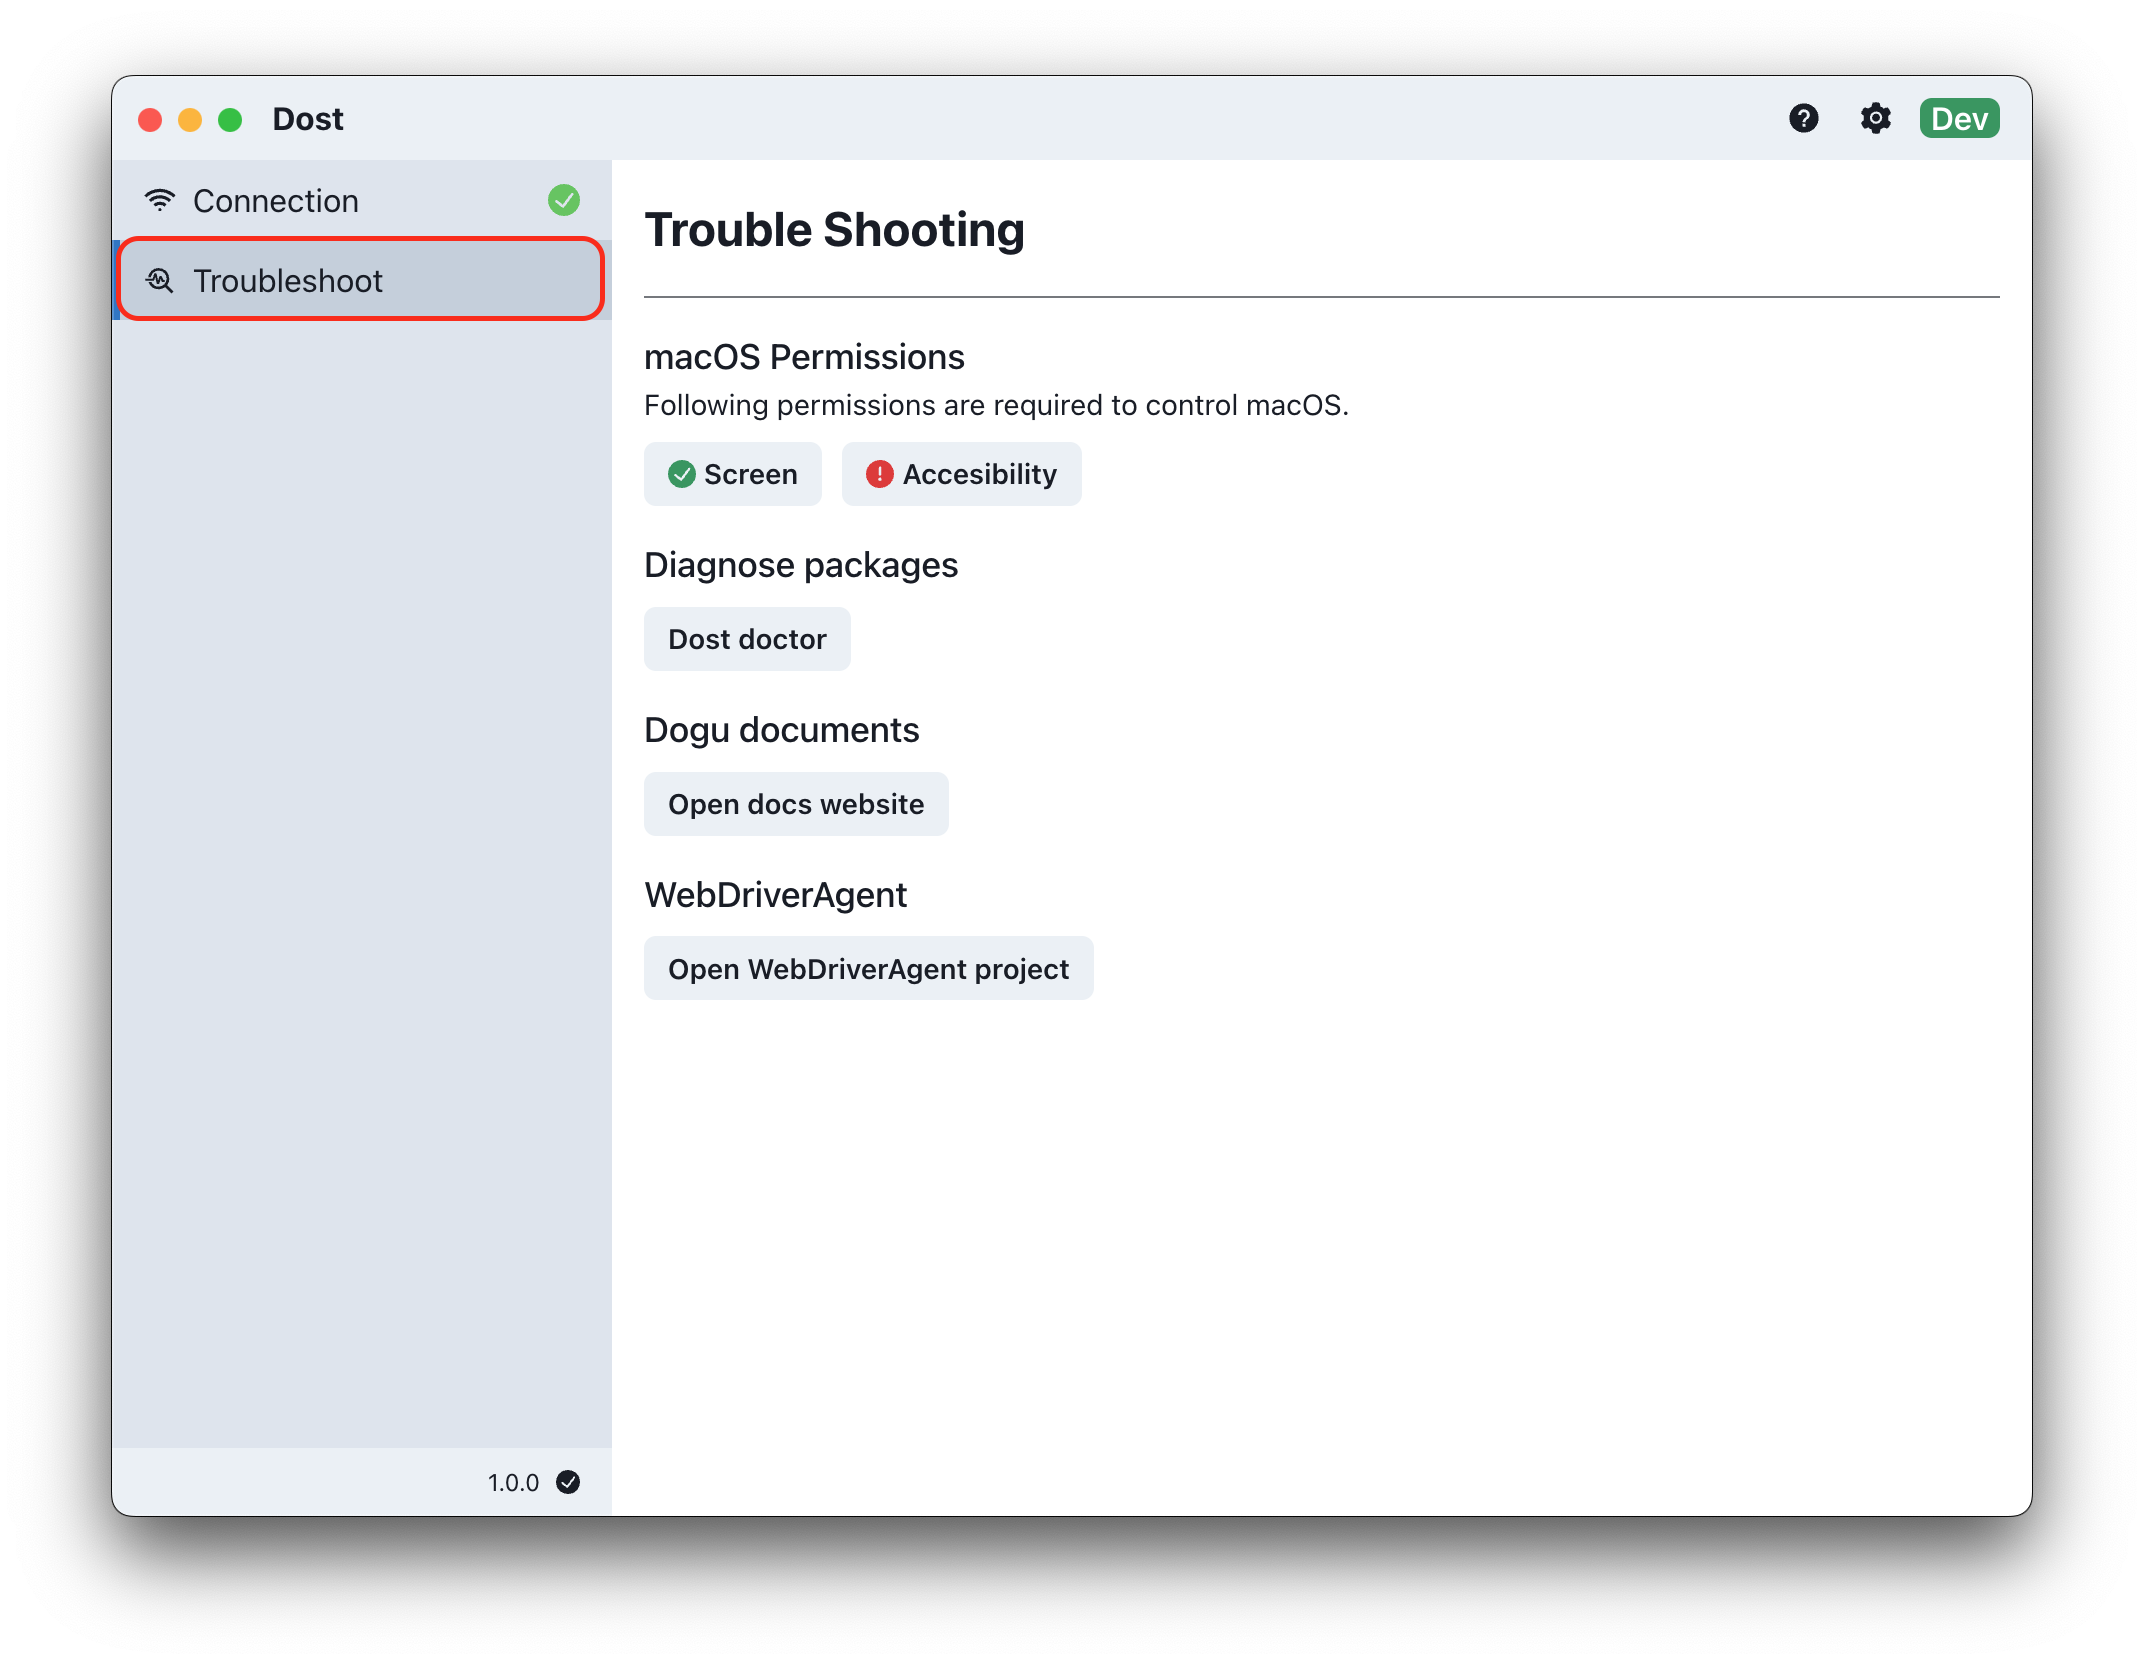 Dost
Dev
Connection
Troubleshoot
Trouble Shooting
macOS Permissions
Following permissions are required to control macOS.
Screen
Accesibility
Diagnose packages
Dost doctor
Dogu documents
Open docs website
WebDriverAgent
Open WebDriverAgent project
1.0.0